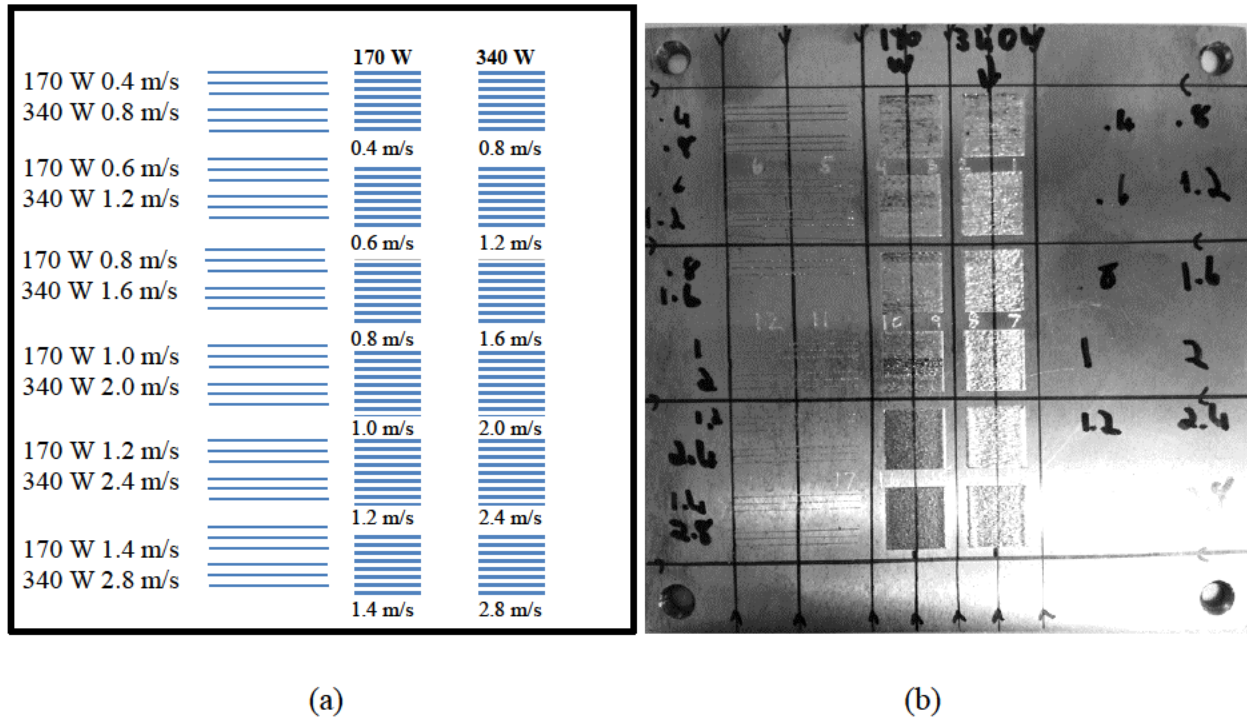 170 W 340 W
170 W 0.4 m/s
340 W 0.8 m/s
0.4 m/s 0.8 m/s
170 W 0.6 m/s
340 W 1.2 m/s
0.6 m/s 1.2 m/s
170 W 0.8 m/s
340 W 1.6 m/s
0.8 m/s 1.6 m/s
170 W 1.0 m/s
340 W 2.0 m/s
1.0 m/s 2.0 m/s
170 W 1.2 m/s
340 W 2.4 m/s
1.2 m/s 2.4 m/s
170 W 1.4 m/s
340 W 2.8 m/s
1.4 m/s 2.8 m/s
(a)
170 340 W
W
.4 .4 .8
.8
6 5 4 3 2 1
.6 .6 1.2
1.2
.8 1.6
1.6
12 11 10 9 8 7
1 1 2
2
1.2 1.2 2.4
2.4
17
1.4
2.8
(b)